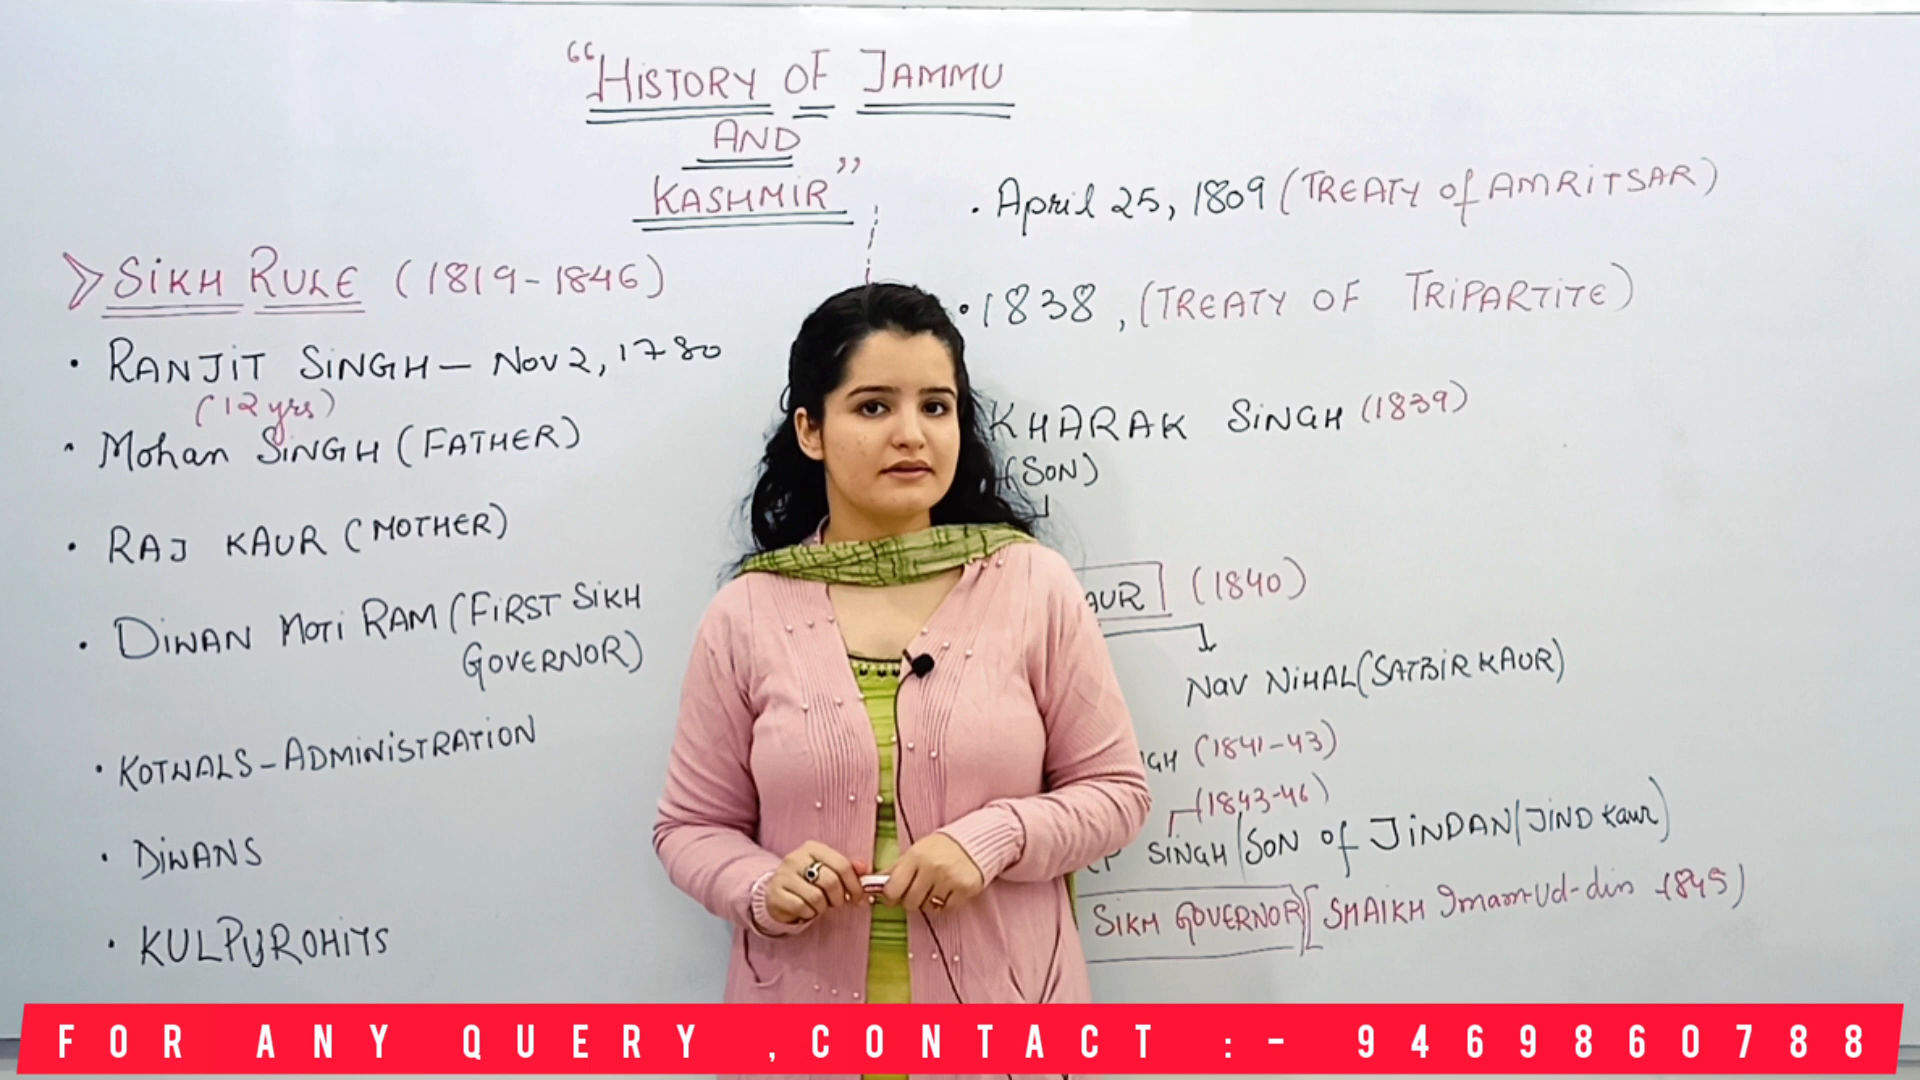 "HISTORY OF JAMMU
AND
KASHMIR"
SIKH RULE (1819-1846)
• RANJIT SINGH - Nov 2, 1780
(12 yrs)
• Mohan SINGH (FATHER)
• RAJ KAUR (MOTHER)
• DIWAN MOTI RAM (FIRST SIKH
GOVERNOR)
• KOTWALS - ADMINISTRATION
• DIWANS
• KULPUROHITS
• April 25, 1809 (TREATY of AMRITSAR)
• 1838, (TREATY OF TRIPARTITE)
KHARAK SINGH (1839)
(SON)
AUR (1840)
NAV NIHAL (SATBIR KAUR)
GH (1841-43)
(1843-46)
P SINGH / SON of JINDAN / JIND Kaur)
SIKH GOVERNOR [SHAIKH Imam-Ud-din 1845)
FOR ANY QUERY ,CONTACT :- 9469860788